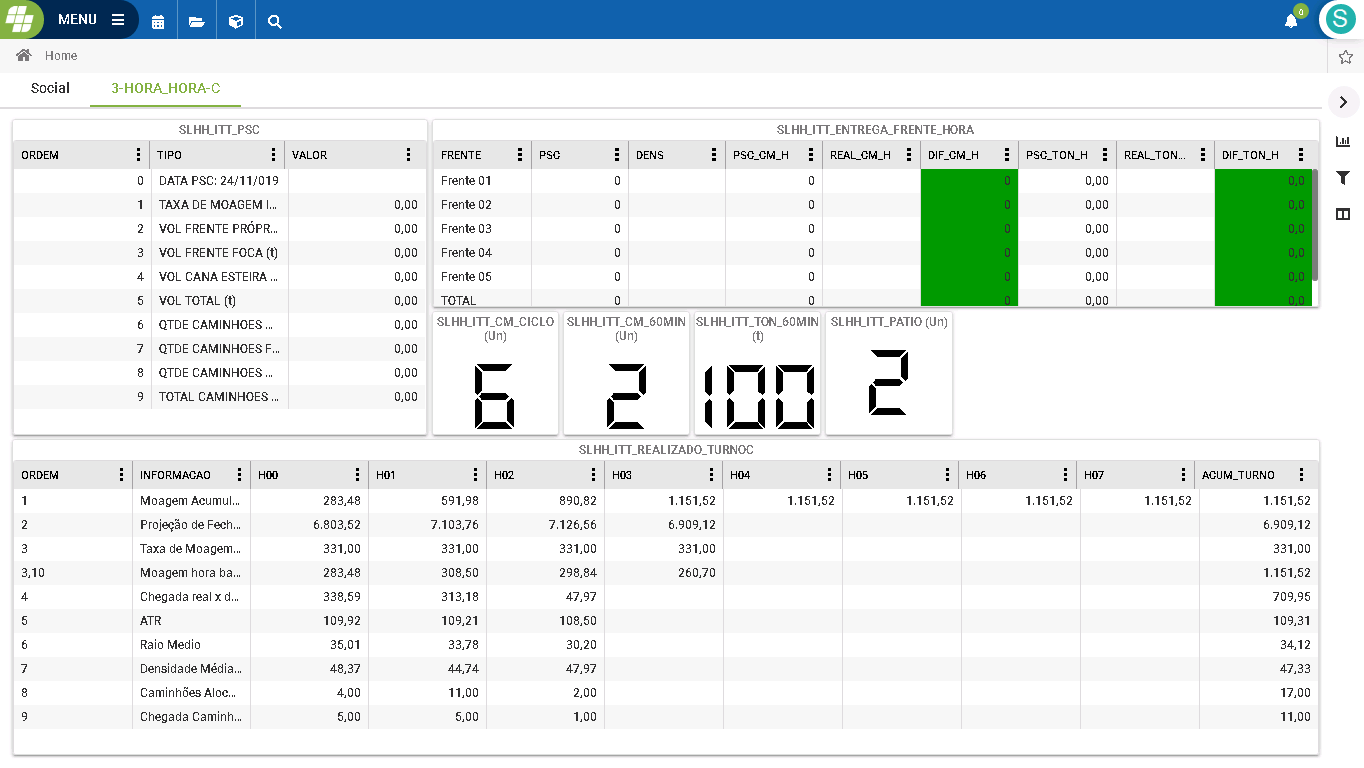 MENU
0
S
Home
Social 3-HORA_HORA-C
SLHH_ITT_PSC
ORDEM TIPO VALOR
0 DATA PSC: 24/11/019
1 TAXA DE MOAGEM I... 0,00
2 VOL FRENTE PRÓPR... 0,00
3 VOL FRENTE FOCA (t) 0,00
4 VOL CANA ESTEIRA ... 0,00
5 VOL TOTAL (t) 0,00
6 QTDE CAMINHOES ... 0,00
7 QTDE CAMINHOES F... 0,00
8 QTDE CAMINHOES ... 0,00
9 TOTAL CAMINHOES ... 0,00
SLHH_ITT_ENTREGA_FRENTE_HORA
FRENTE PSC DENS PSC_CM_H REAL_CM_H DIF_CM_H PSC_TON_H REAL_TON... DIF_TON_H
Frente 01 0 0 0 0,00 0,0
Frente 02 0 0 0 0,00 0,0
Frente 03 0 0 0 0,00 0,0
Frente 04 0 0 0 0,00 0,0
Frente 05 0 0 0 0,00 0,0
TOTAL 0 0 0 0,00 0,0
SLHH_ITT_CM_CICLO
(Un)
6
SLHH_ITT_CM_60MIN
(Un)
2
SLHH_ITT_TON_60MIN
(t)
100
SLHH_ITT_PATIO (Un)
2
SLHH_ITT_REALIZADO_TURNOC
ORDEM INFORMACAO H00 H01 H02 H03 H04 H05 H06 H07 ACUM_TURNO
1 Moagem Acumul... 283,48 591,98 890,82 1.151,52 1.151,52 1.151,52 1.151,52 1.151,52 1.151,52
2 Projeção de Fech... 6.803,52 7.103,76 7.126,56 6.909,12 6.909,12
3 Taxa de Moagem... 331,00 331,00 331,00 331,00 331,00
3,10 Moagem hora ba... 283,48 308,50 298,84 260,70 1.151,52
4 Chegada real x d... 338,59 313,18 47,97 709,95
5 ATR 109,92 109,21 108,50 109,31
6 Raio Medio 35,01 33,78 30,20 34,12
7 Densidade Média... 48,37 44,74 47,97 47,33
8 Caminhões Aloc... 4,00 11,00 2,00 17,00
9 Chegada Caminh... 5,00 5,00 1,00 11,00